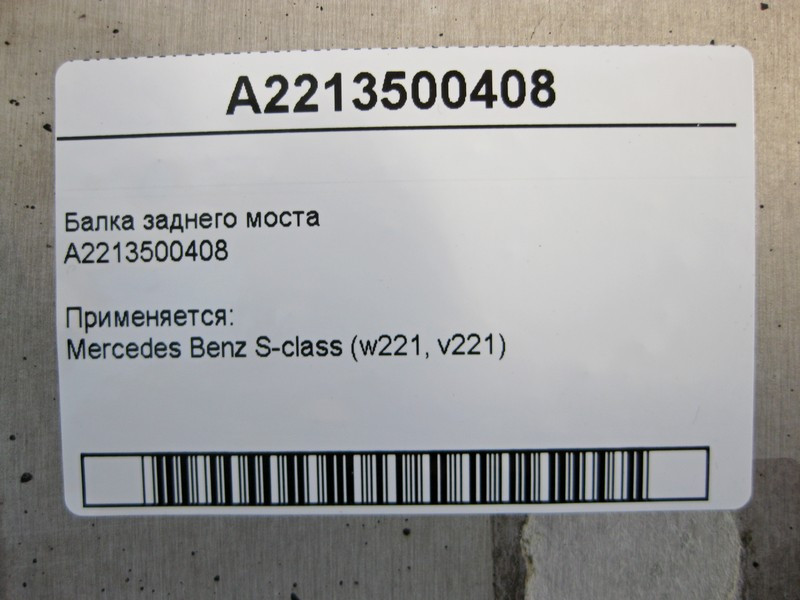 A2213500408
Балка заднего моста
A2213500408
Применяется:
Mercedes Benz S-class (w221, v221)